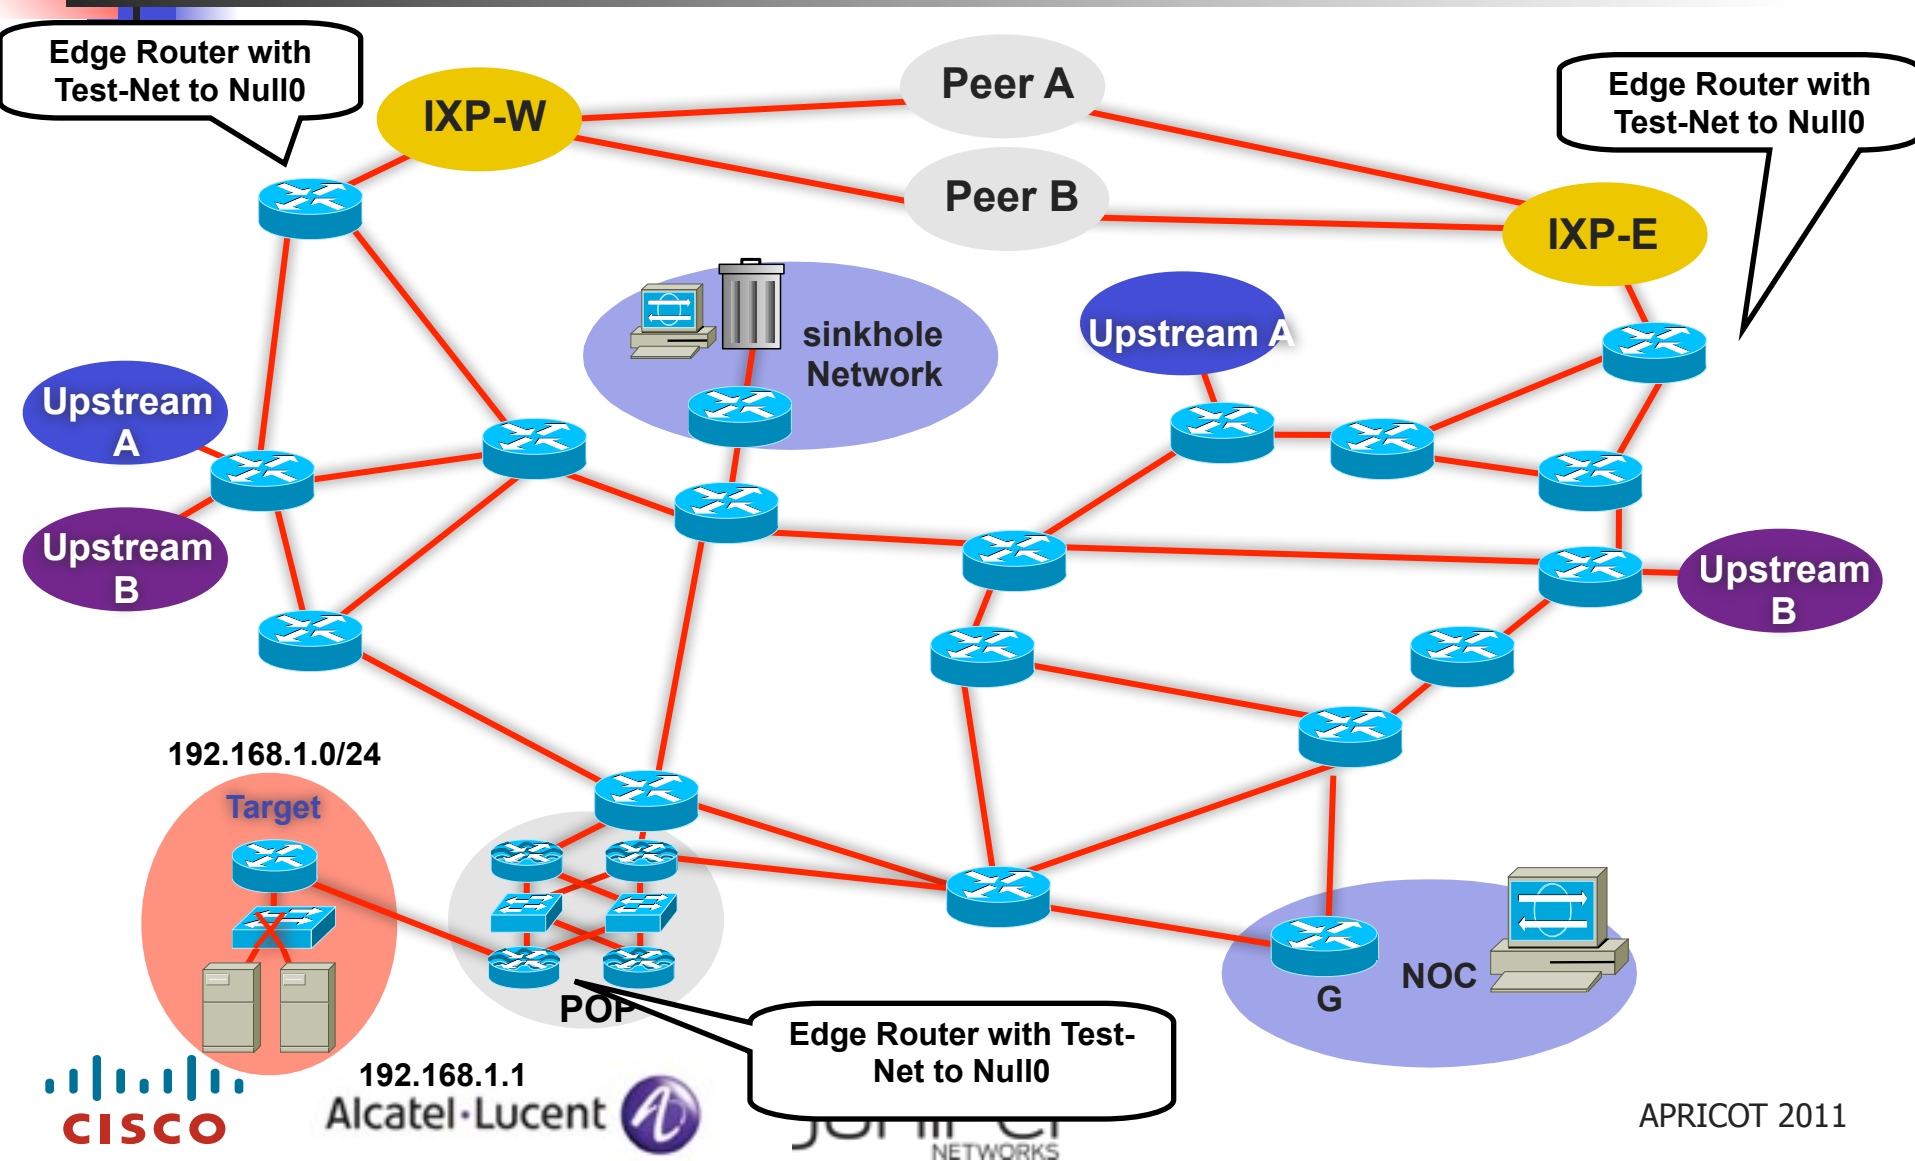 Edge Router with
Test-Net to Null0
IXP-W
Peer A
Edge Router with
Test-Net to Null0
Peer B
IXP-E
sinkhole
Network
Upstream A
Upstream
A
Upstream
B
Upstream
B
192.168.1.0/24
Target
POP
NOC
G
Edge Router with Test-
Net to Null0
192.168.1.1
CISCO
Alcatel·Lucent
NETWORKS
APRICOT 2011